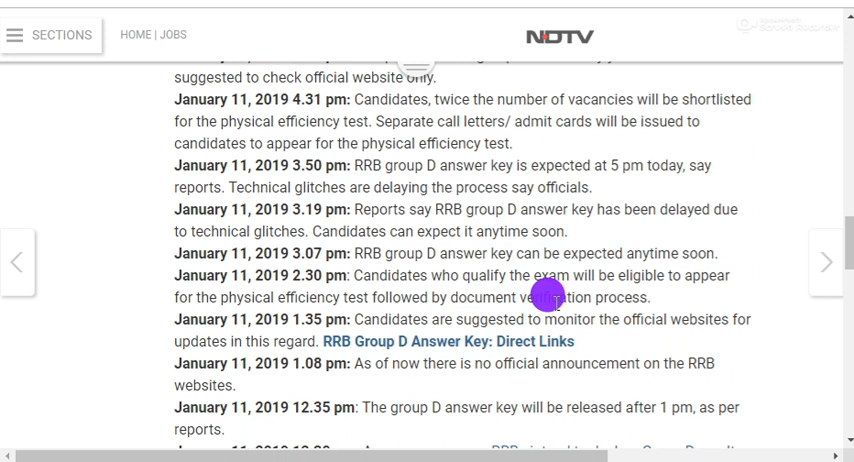 SECTIONS
HOME | JOBS
NDTV
suggested to check official website only.
January 11, 2019 4.31 pm: Candidates, twice the number of vacancies will be shortlisted
for the physical efficiency test. Separate call letters/ admit cards will be issued to
candidates to appear for the physical efficiency test.
January 11, 2019 3.50 pm: RRB group D answer key is expected at 5 pm today, say
reports. Technical glitches are delaying the process say officials.
January 11, 2019 3.19 pm: Reports say RRB group D answer key has been delayed due
to technical glitches. Candidates can expect it anytime soon.
January 11, 2019 3.07 pm: RRB group D answer key can be expected anytime soon.
January 11, 2019 2.30 pm: Candidates who qualify the exam will be eligible to appear
for the physical efficiency test followed by document verification process.
January 11, 2019 1.35 pm: Candidates are suggested to monitor the official websites for
updates in this regard. RRB Group D Answer Key: Direct Links
January 11, 2019 1.08 pm: As of now there is no official announcement on the RRB
websites.
January 11, 2019 12.35 pm: The group D answer key will be released after 1 pm, as per
reports.